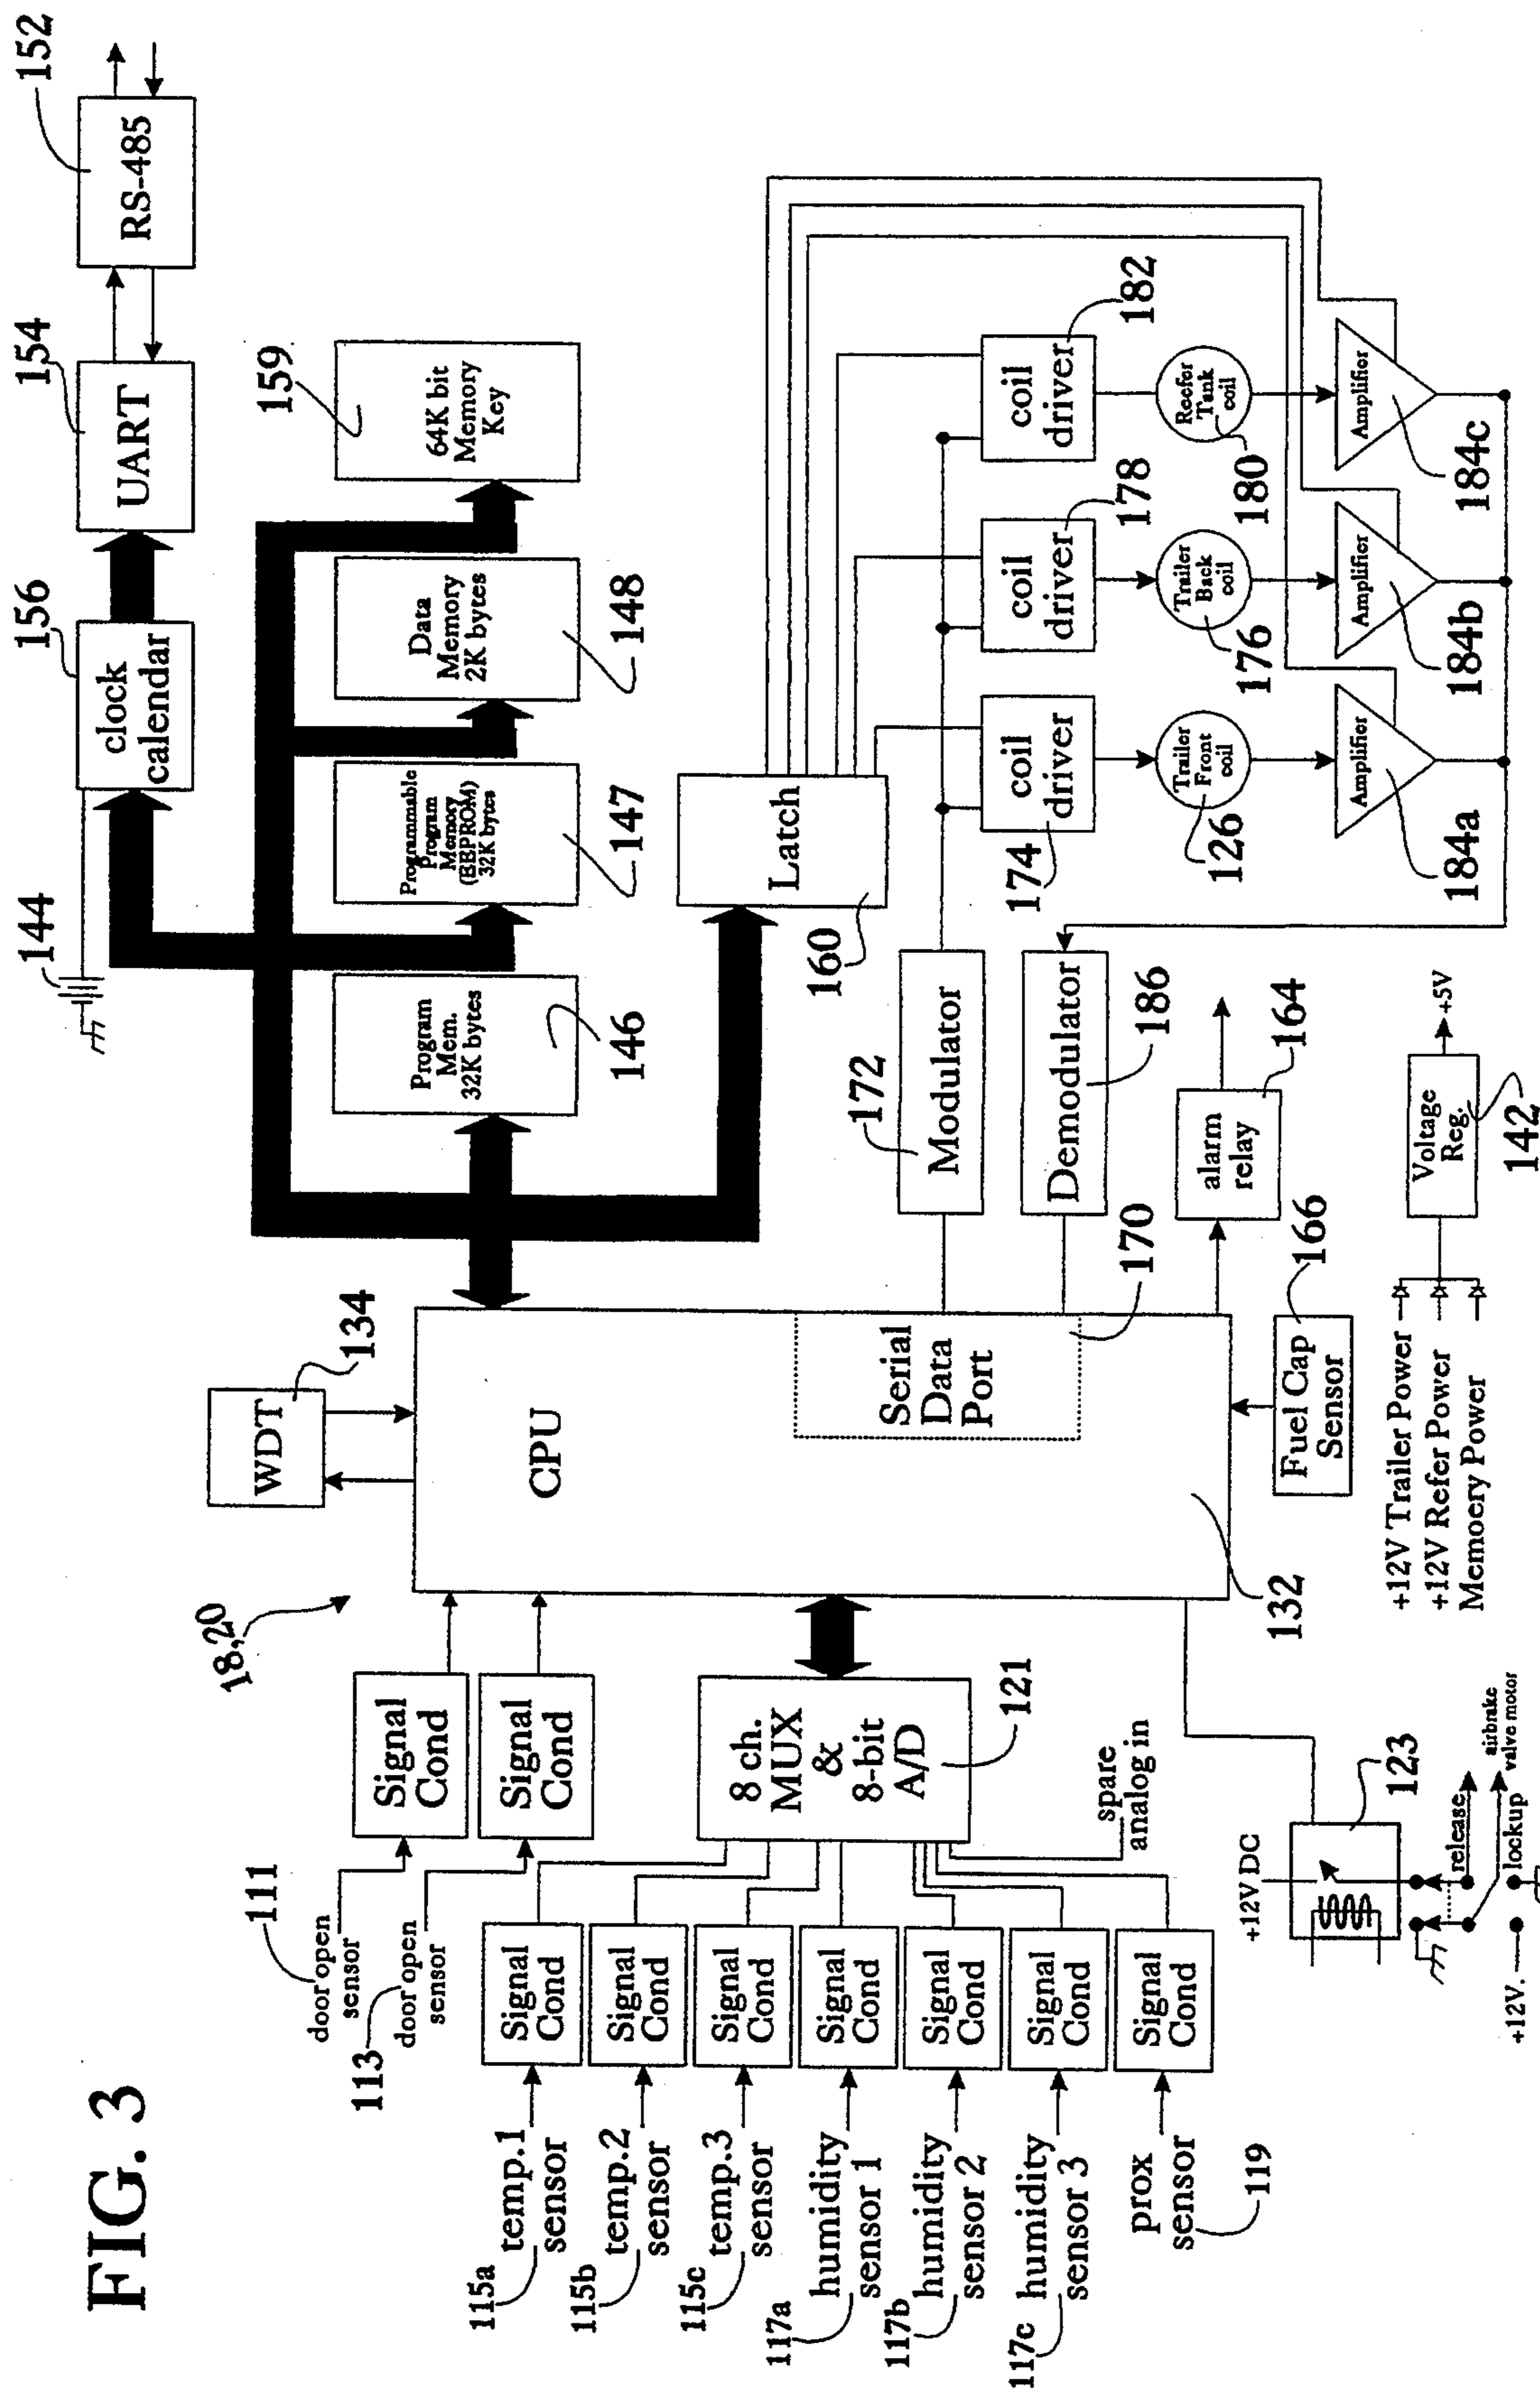 FIG. 3
18,20
111
door open
sensor
113
door open
sensor
Signal
Cond
Signal
Cond
115a
temp.1
sensor
Signal
Cond
115b
temp.2
sensor
Signal
Cond
115c
temp.3
sensor
Signal
Cond
117a
humidity
sensor 1
Signal
Cond
117b
humidity
sensor 2
Signal
Cond
117c
humidity
sensor 3
Signal
Cond
prox
sensor
119
Signal
Cond
8 ch.
MUX
&
8-bit
A/D
121
spare
analog in
+12V DC
123
release
airbrake
valve motor
lockup
+12V.
WDT
134
CPU
132
Serial
Data
Port
170
Fuel Cap
Sensor
166
alarm
relay
164
+12V Trailer Power
+12V Refer Power
Memoery Power
Voltage
Reg.
142
+5V
144
clock
calendar
156
UART
154
RS-485
152
Program
Mem.
32K bytes
146
Programmable
Program
Memory
(EEPROM)
32K bytes
147
Data
Memory
2K bytes
148
64K bit
Memory
Key
159
Latch
160
Modulator
172
Demodulator
186
coil
driver
174
coil
driver
178
coil
driver
182
Trailer
Front
coil
126
Trailer
Back
coil
176
Reefer
Tank
coil
180
Amplifier
184a
Amplifier
184b
Amplifier
184c